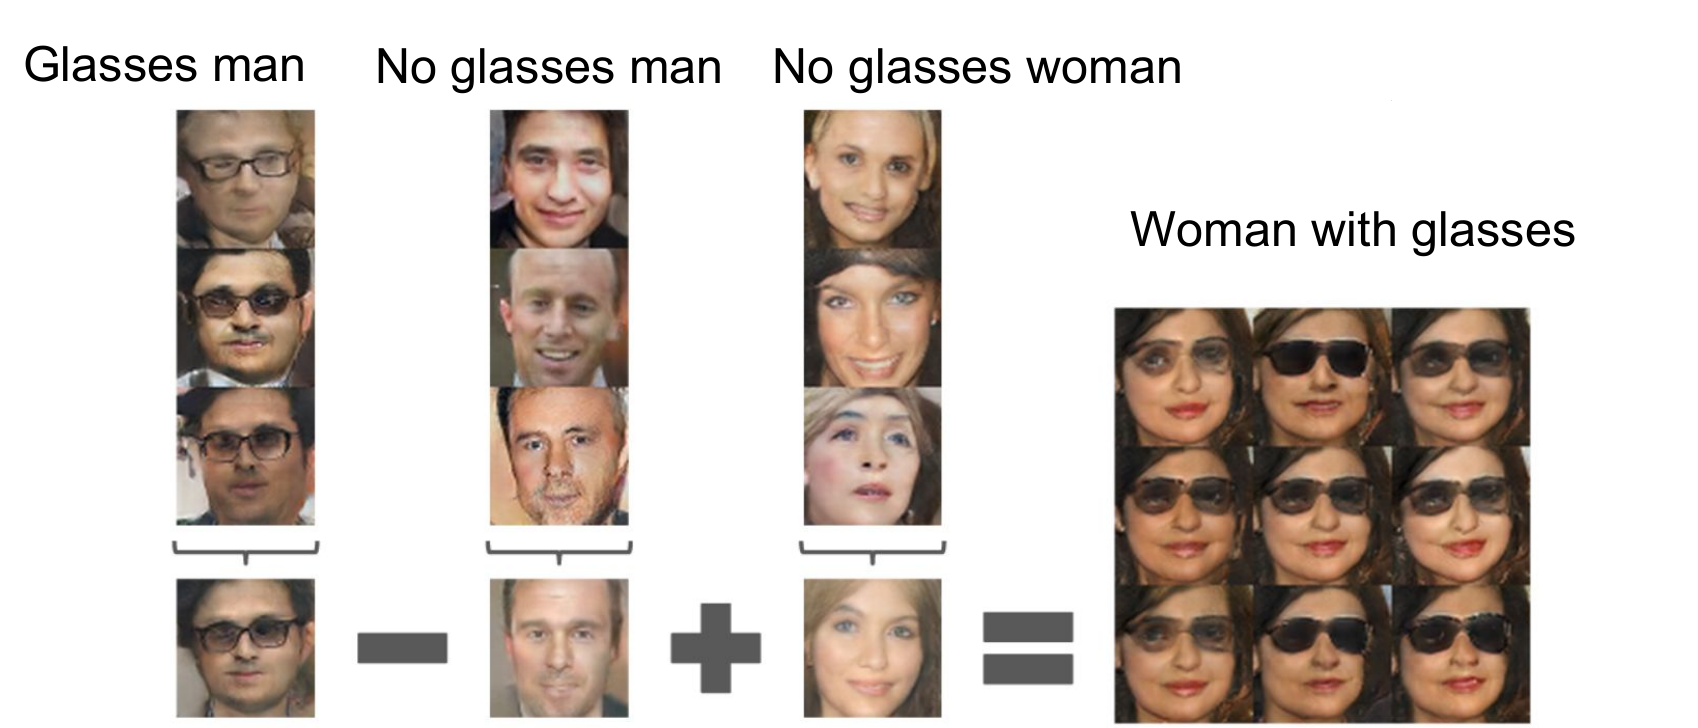 Glasses man
No glasses man
No glasses woman
Woman with glasses